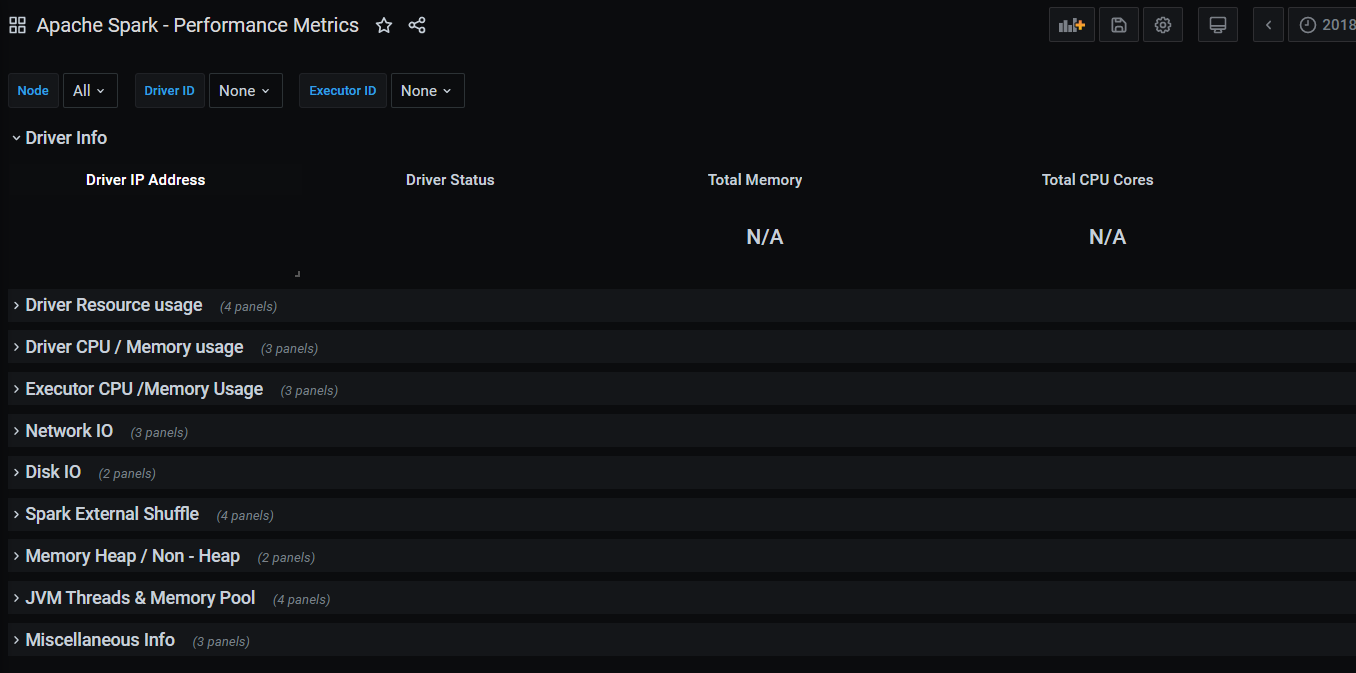 Apache Spark - Performance Metrics
2018
Node All Driver ID None Executor ID None
Driver Info
Driver IP Address Driver Status Total Memory Total CPU Cores
N/A N/A
Driver Resource usage (4 panels)
Driver CPU / Memory usage (3 panels)
Executor CPU /Memory Usage (3 panels)
Network IO (3 panels)
Disk IO (2 panels)
Spark External Shuffle (4 panels)
Memory Heap / Non - Heap (2 panels)
JVM Threads & Memory Pool (4 panels)
Miscellaneous Info (3 panels)